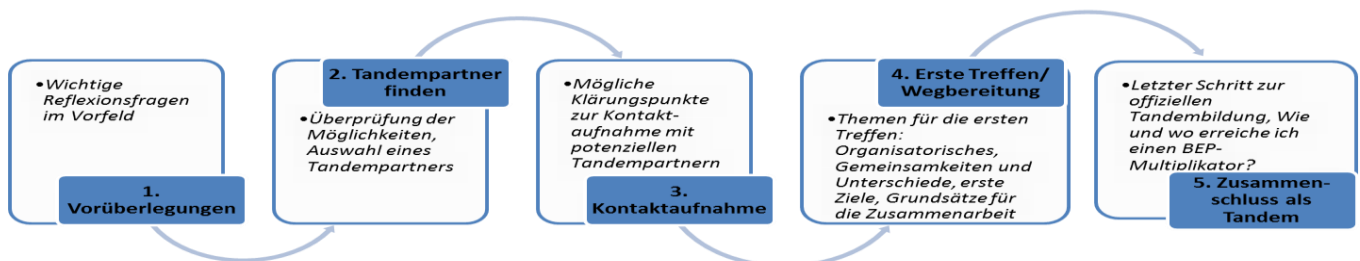 •Wichtige
Reflexionsfragen
im Vorfeld
1.
Vorüberlegungen
2. Tandempartner
finden
•Überprüfung der
Möglichkeiten,
Auswahl eines
Tandempartners
•Mögliche
Klärungspunkte
zur Kontakt-
aufnahme mit
potenziellen
Tandempartnern
3.
Kontaktaufnahme
4. Erste Treffen/
Wegbereitung
•Themen für die ersten
Treffen:
Organisatorisches,
Gemeinsamkeiten und
Unterschiede, erste
Ziele, Grundsätze für
die Zusammenarbeit
•Letzter Schritt zur
offiziellen
Tandembildung, Wie
und wo erreiche ich
einen BEP-
Multiplikator?
5. Zusammen-
schluss als
Tandem